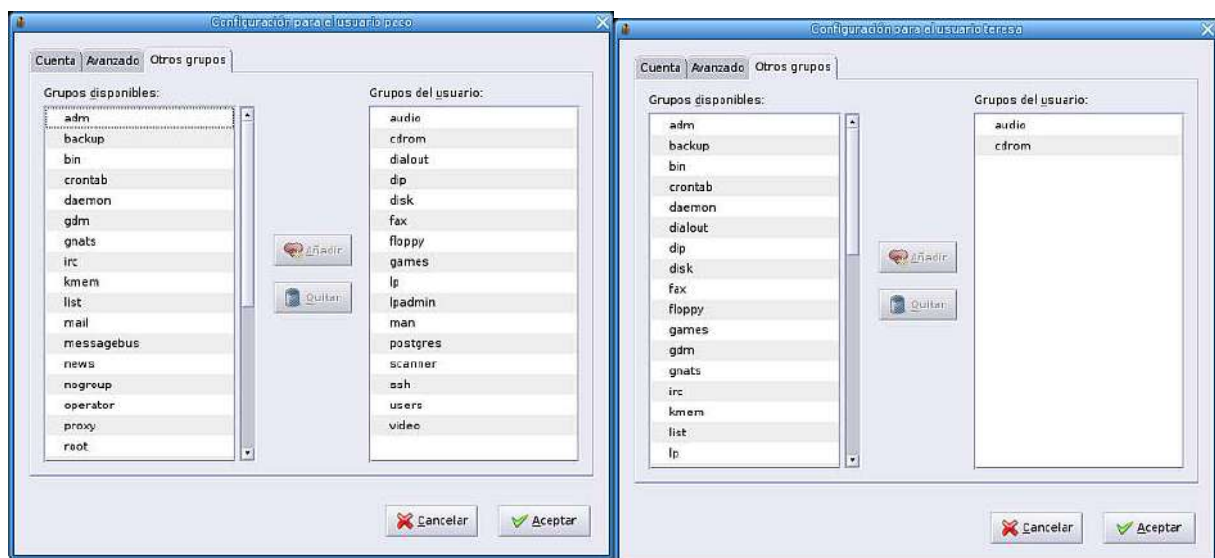 Configuración para el usuario paco
Cuenta Avanzado Otros grupos
Grupos disponibles:
adm
backup
bin
crontab
daemon
gdm
gnats
irc
kmem
list
mail
messagebus
news
nogroup
operator
proxy
root
Añadir
Quitar
Grupos del usuario:
audio
cdrom
dialout
dip
disk
fax
floppy
games
lp
lpadmin
man
postgres
scanner
ssh
users
video
Cancelar Aceptar
Configuración para el usuario teresa
Cuenta Avanzado Otros grupos
Grupos disponibles:
adm
backup
bin
crontab
daemon
dialout
dip
disk
fax
floppy
games
gdm
gnats
irc
kmem
list
lp
Añadir
Quitar
Grupos del usuario:
audio
cdrom
Cancelar Aceptar